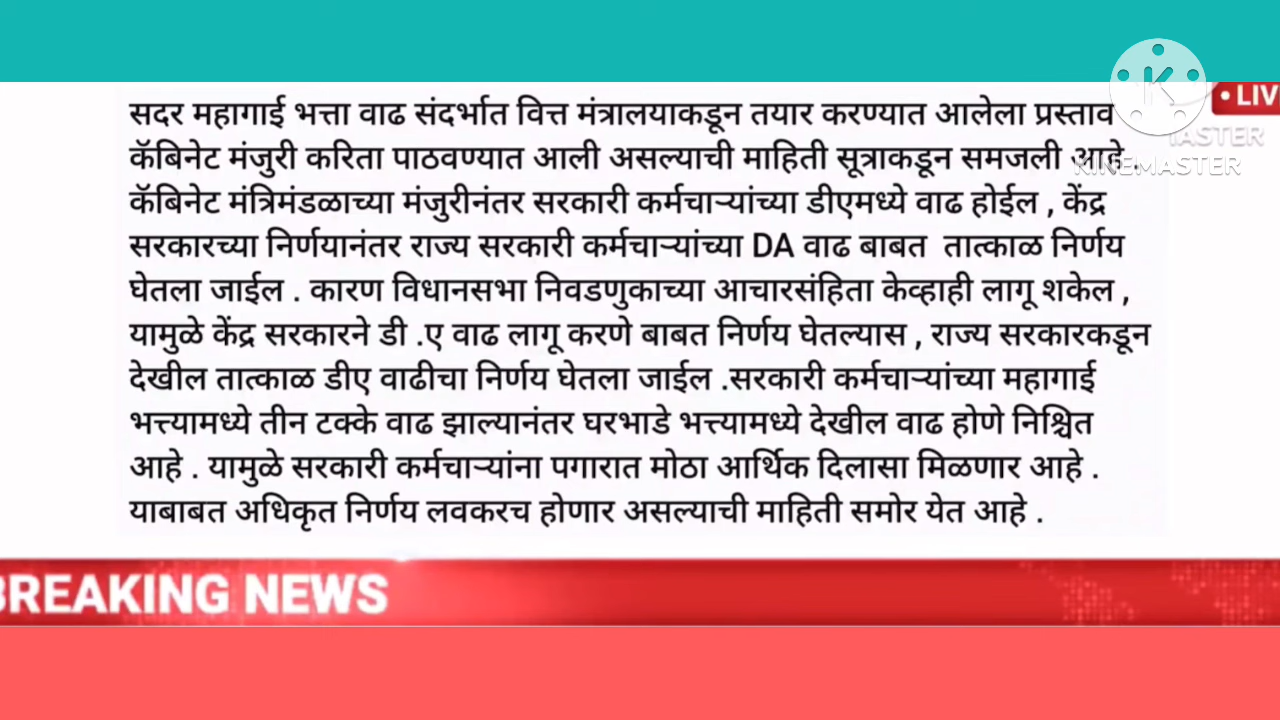 सदर महागाई भत्ता वाढ संदर्भात वित्त मंत्रालयाकडून तयार करण्यात आलेला प्रस्ताव
कॅबिनेट मंजुरी करिता पाठवण्यात आली असल्याची माहिती सूत्राकडून समजली आहे .
कॅबिनेट मंत्रिमंडळाच्या मंजुरीनंतर सरकारी कर्मचाऱ्यांच्या डीएमध्ये वाढ होईल , केंद्र
सरकारच्या निर्णयानंतर राज्य सरकारी कर्मचाऱ्यांच्या DA वाढ बाबत तात्काळ निर्णय
घेतला जाईल . कारण विधानसभा निवडणुकाच्या आचारसंहिता केव्हाही लागू शकेल ,
यामुळे केंद्र सरकारने डी .ए वाढ लागू करणे बाबत निर्णय घेतल्यास , राज्य सरकारकडून
देखील तात्काळ डीए वाढीचा निर्णय घेतला जाईल .सरकारी कर्मचाऱ्यांच्या महागाई
भत्त्यामध्ये तीन टक्के वाढ झाल्यानंतर घरभाडे भत्त्यामध्ये देखील वाढ होणे निश्चित
आहे . यामुळे सरकारी कर्मचाऱ्यांना पगारात मोठा आर्थिक दिलासा मिळणार आहे .
याबाबत अधिकृत निर्णय लवकरच होणार असल्याची माहिती समोर येत आहे .
• LIV
MASTER
KINEMASTER
BREAKING NEWS